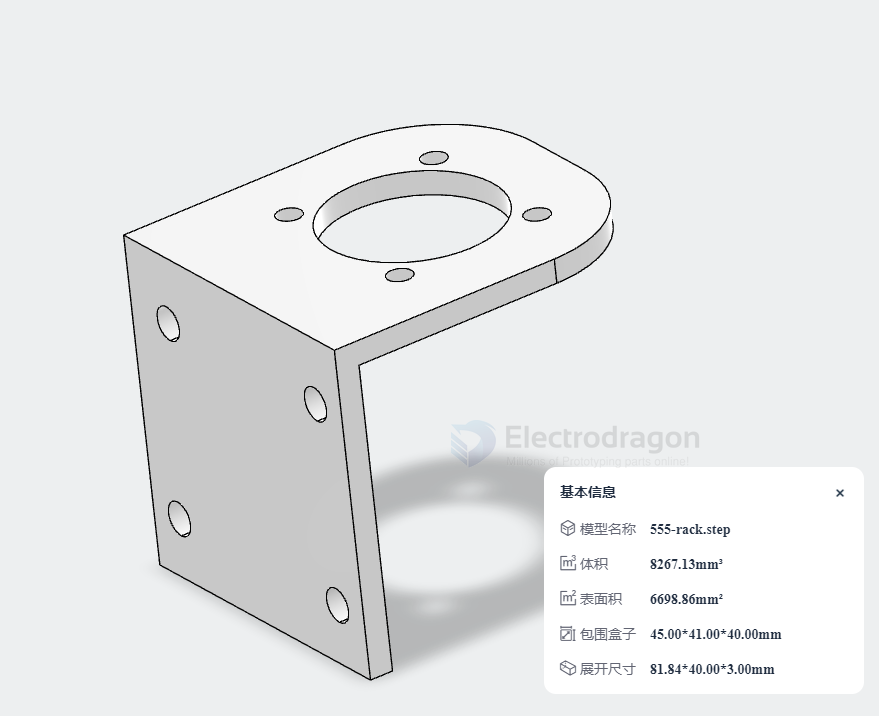 Electrodragon
Millions of Prototyping parts online!
基本信息
×
模型名称 555-rack.step
体积 8267.13mm³
表面积 6698.86mm²
包围盒子 45.00*41.00*40.00mm
展开尺寸 81.84*40.00*3.00mm